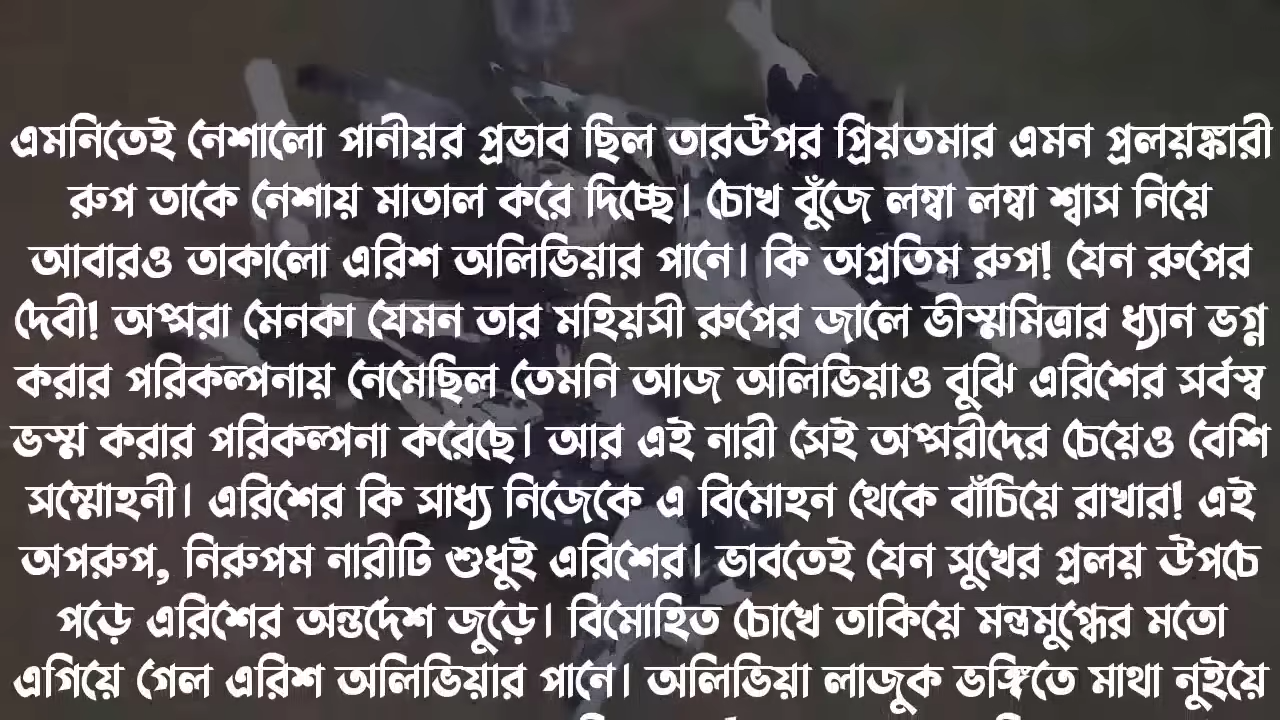 এমনিতেই নেশালো পানীয়র প্রভাব ছিল তারউপর প্রিয়তমার এমন প্রলয়ঙ্কারী
রুপ তাকে নেশায় মাতাল করে দিচ্ছে। চোখ বুঁজে লম্বা লম্বা শ্বাস নিয়ে
আবারও তাকালো এরিশ অলিভিয়ার পানে। কি অপ্রতিম রুপ! যেন রুপের
দেবী! অপ্সরা মেনকা যেমন তার মহিয়সী রুপের জালে ভীস্মমিত্রার ধ্যান ভগ্ন
করার পরিকল্পনায় নেমেছিল তেমনি আজ অলিভিয়াও বুঝি এরিশের সর্বস্ব
ভস্ম করার পরিকল্পনা করেছে। আর এই নারী সেই অপ্সরীদের চেয়েও বেশি
সম্মোহনী। এরিশের কি সাধ্য নিজেকে এ বিমোহন থেকে বাঁচিয়ে রাখার! এই
অপরুপ, নিরুপম নারীটি শুধুই এরিশের। ভাবতেই যেন সুখের প্রলয় উপচে
পড়ে এরিশের অন্তর্দেশ জুড়ে। বিমোহিত চোখে তাকিয়ে মন্ত্রমুগ্ধের মতো
এগিয়ে গেল এরিশ অলিভিয়ার পানে। অলিভিয়া লাজুক ভঙ্গিতে মাথা নুইয়ে